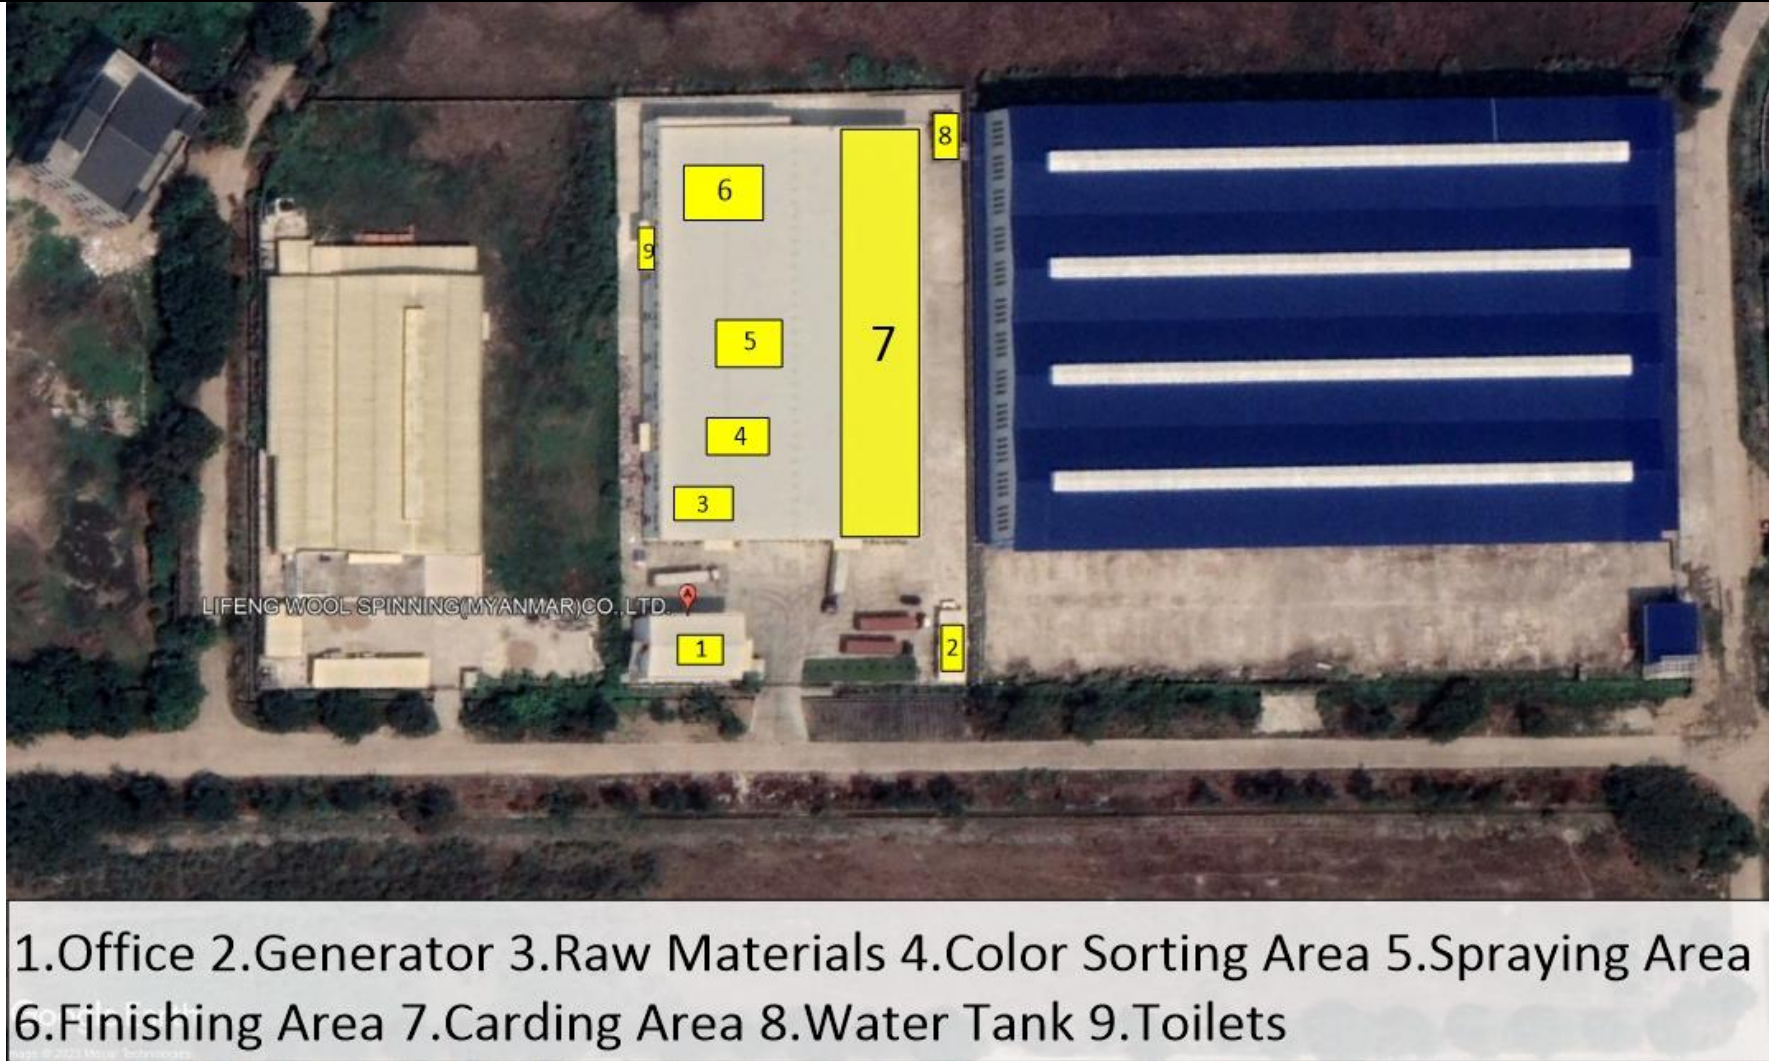 8
6
9
5
7
4
3
LIFENG WOOL SPINNING(MYANMAR)CO.,LTD.
A
1
2
1.Office 2.Generator 3.Raw Materials 4.Color Sorting Area 5.Spraying Area
6.Finishing Area 7.Carding Area 8.Water Tank 9.Toilets